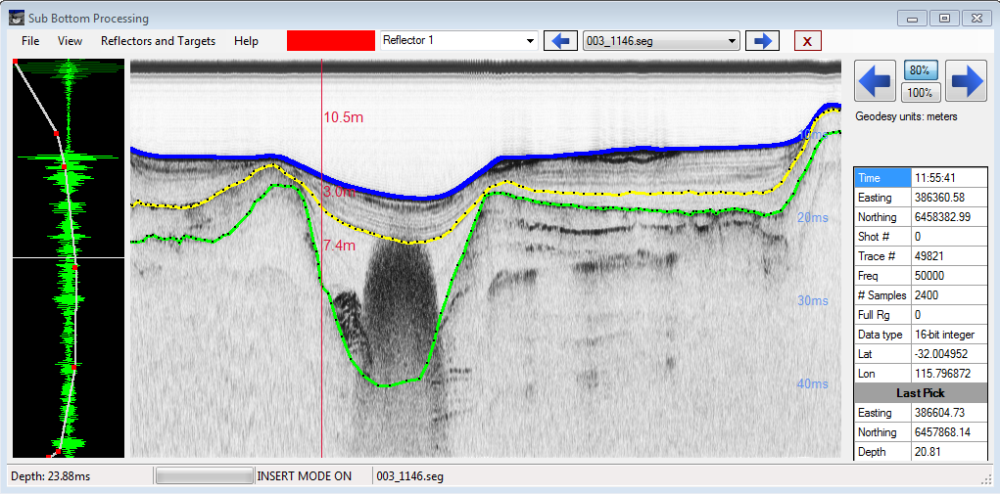 Sub Bottom Processing
File View Reflectors and Targets Help Reflector 1 003_1146.seg X
80%
100%
Geodesy units: meters
10.5m
3.0m
7.4m
10ms
20ms
30ms
40ms
Time 11:55:41
Easting 386360.58
Northing 6458382.99
Shot # 0
Trace # 49821
Freq 50000
# Samples 2400
Full Rg 0
Data type 16-bit integer
Lat -32.004952
Lon 115.796872
Last Pick
Easting 386604.73
Northing 6457868.14
Depth 20.81
Depth: 23.88ms INSERT MODE ON 003_1146.seg